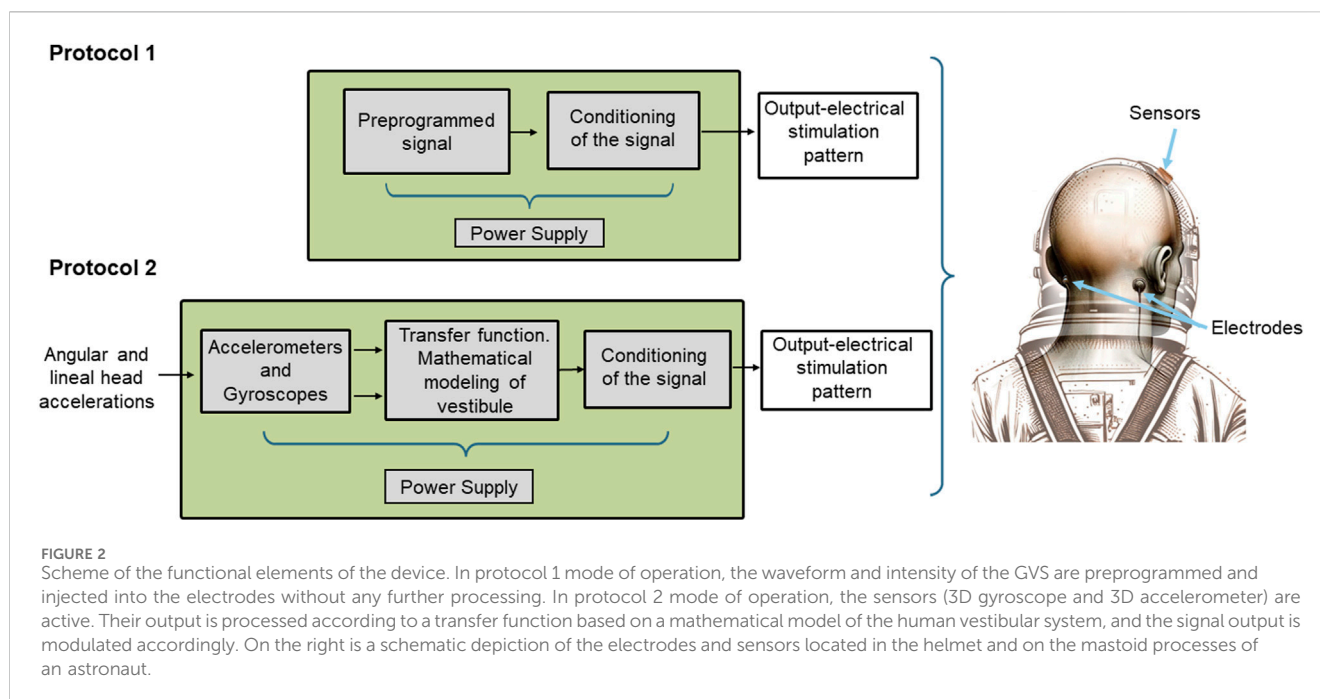 Protocol 1
Preprogrammed
signal
Conditioning
of the signal
Output-electrical
stimulation
pattern
Power Supply
Protocol 2
Angular and
lineal head
accelerations
Accelerometers
and
Gyroscopes
Transfer function.
Mathematical
modeling of
vestibule
Conditioning
of the signal
Output-electrical
stimulation
pattern
Power Supply
Sensors
Electrodes
FIGURE 2
Scheme of the functional elements of the device. In protocol 1 mode of operation, the waveform and intensity of the GVS are preprogrammed and
injected into the electrodes without any further processing. In protocol 2 mode of operation, the sensors (3D gyroscope and 3D accelerometer) are
active. Their output is processed according to a transfer function based on a mathematical model of the human vestibular system, and the signal output is
modulated accordingly. On the right is a schematic depiction of the electrodes and sensors located in the helmet and on the mastoid processes of
an astronaut.